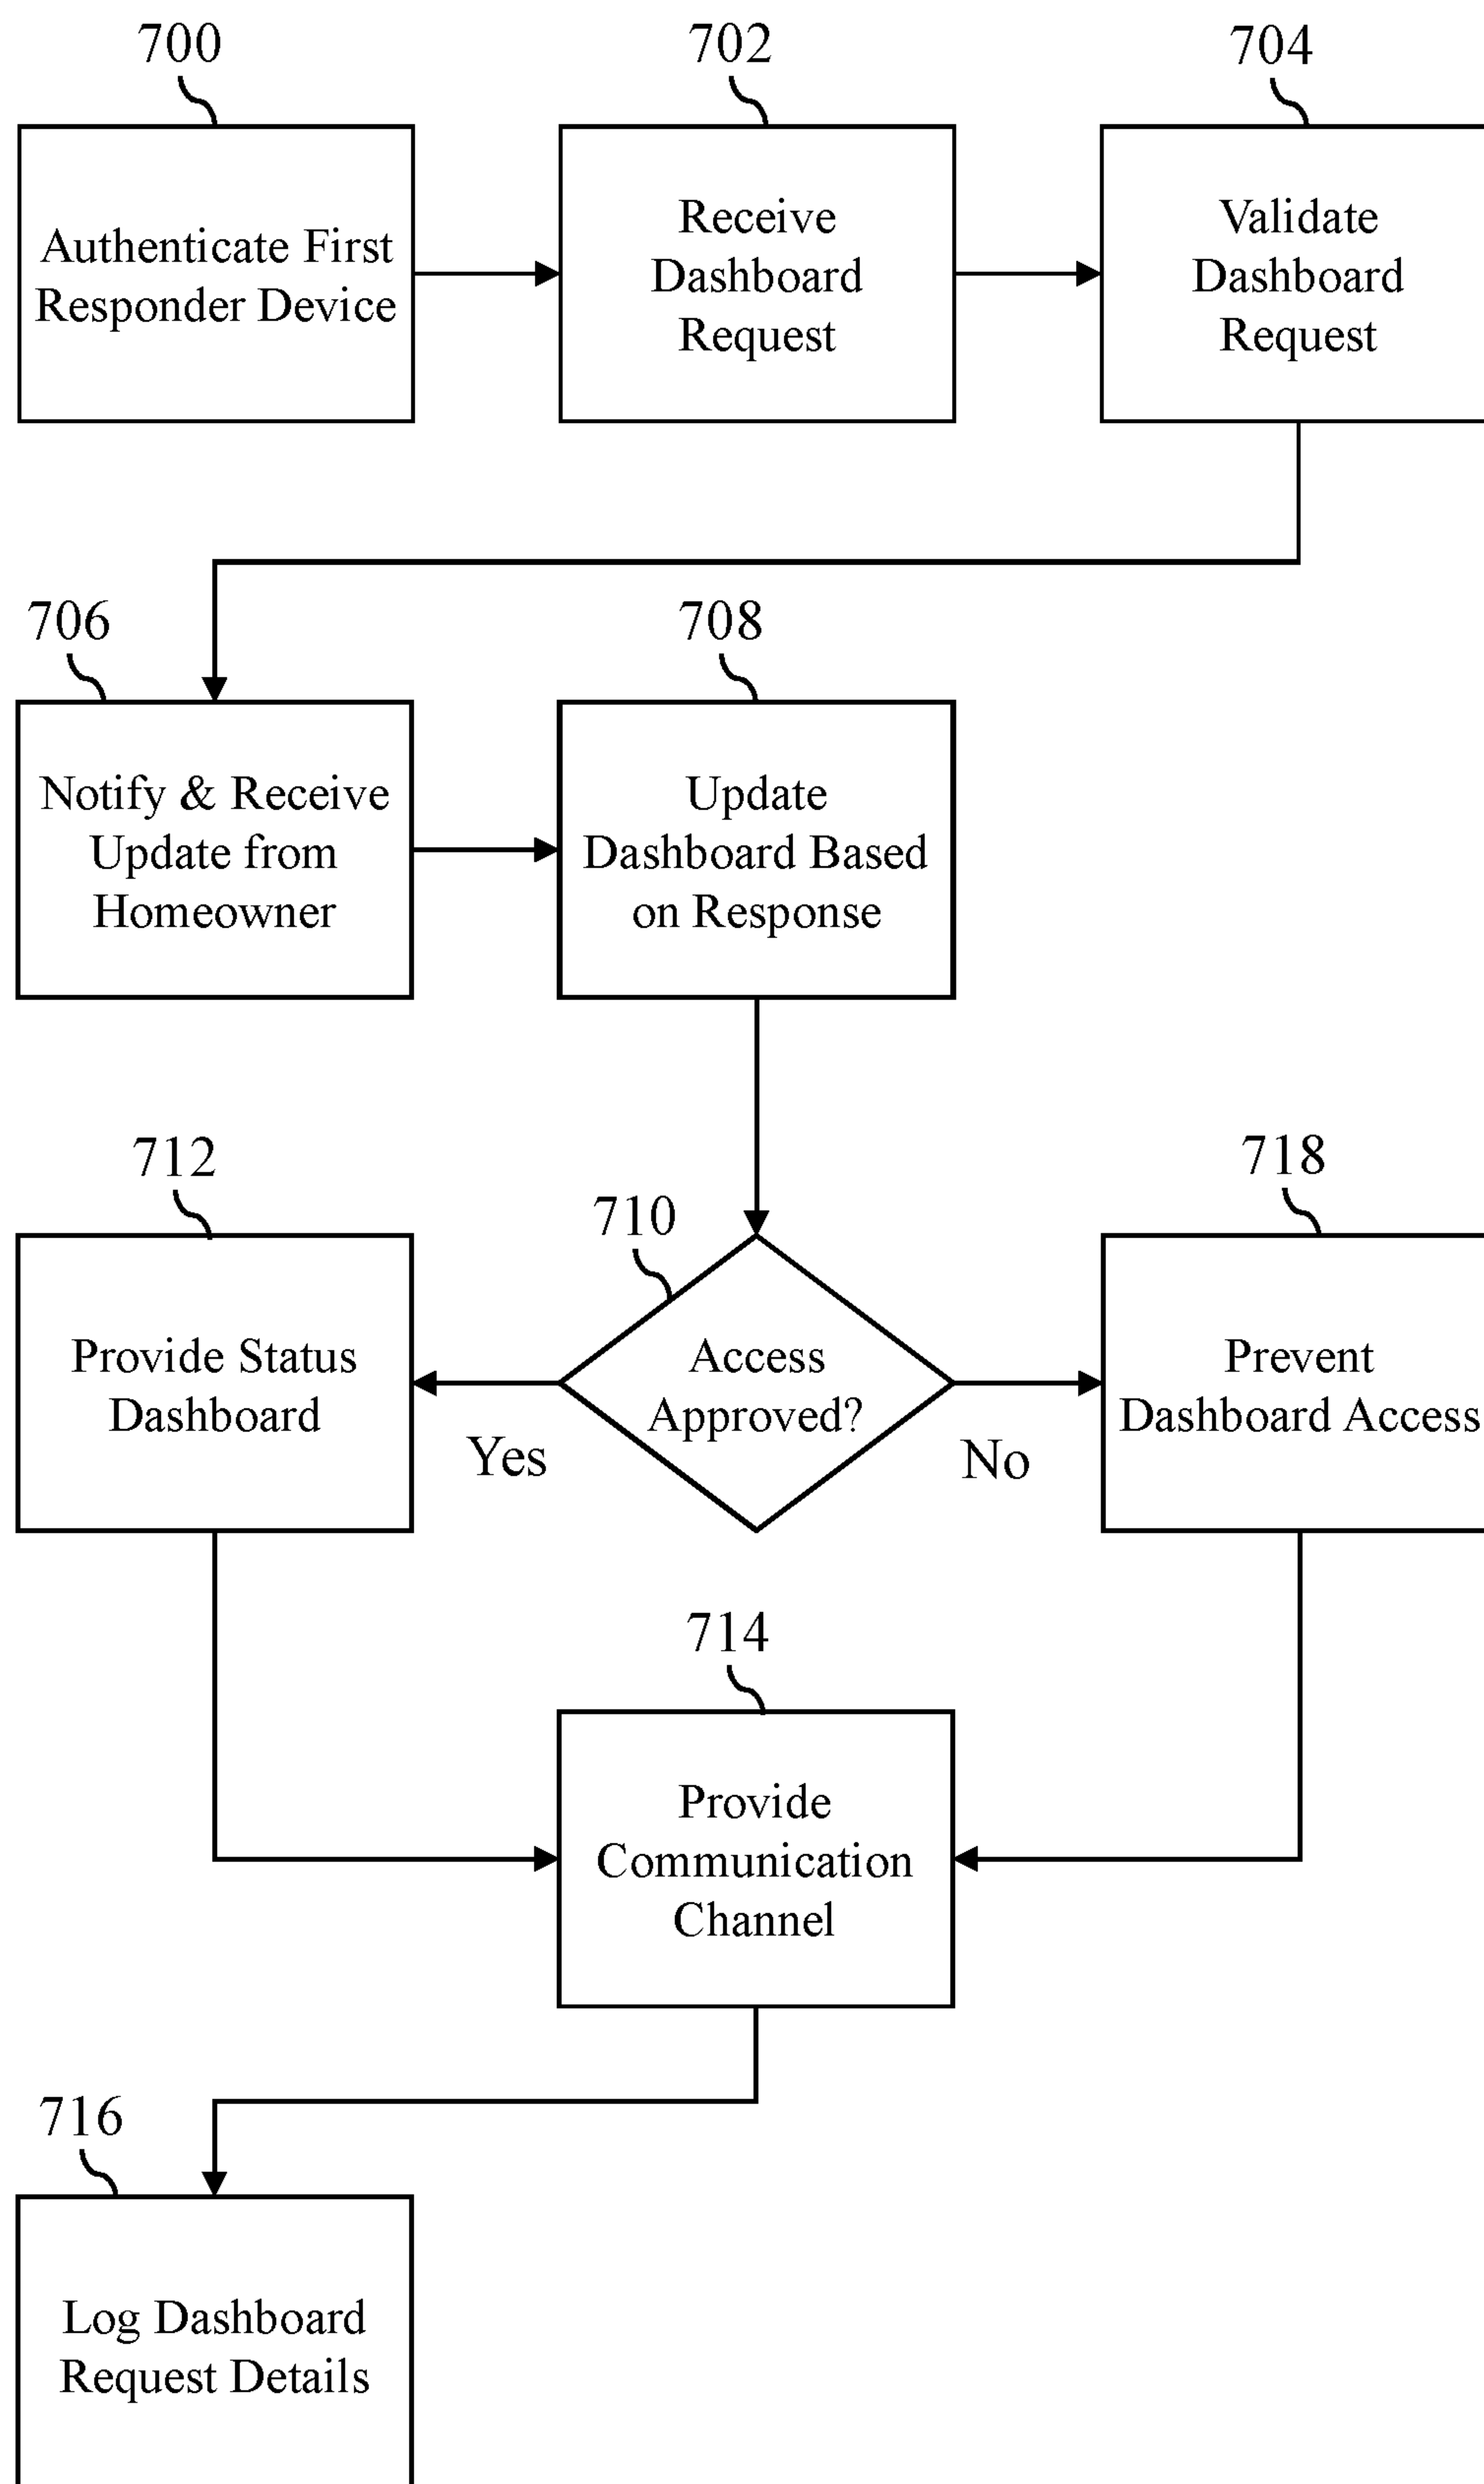 700
Authenticate First
Responder Device
702
Receive
Dashboard
Request
704
Validate
Dashboard
Request
706
Notify & Receive
Update from
Homeowner
708
Update
Dashboard Based
on Response
710
Access
Approved?
Yes
No
712
Provide Status
Dashboard
718
Prevent
Dashboard Access
714
Provide
Communication
Channel
716
Log Dashboard
Request Details